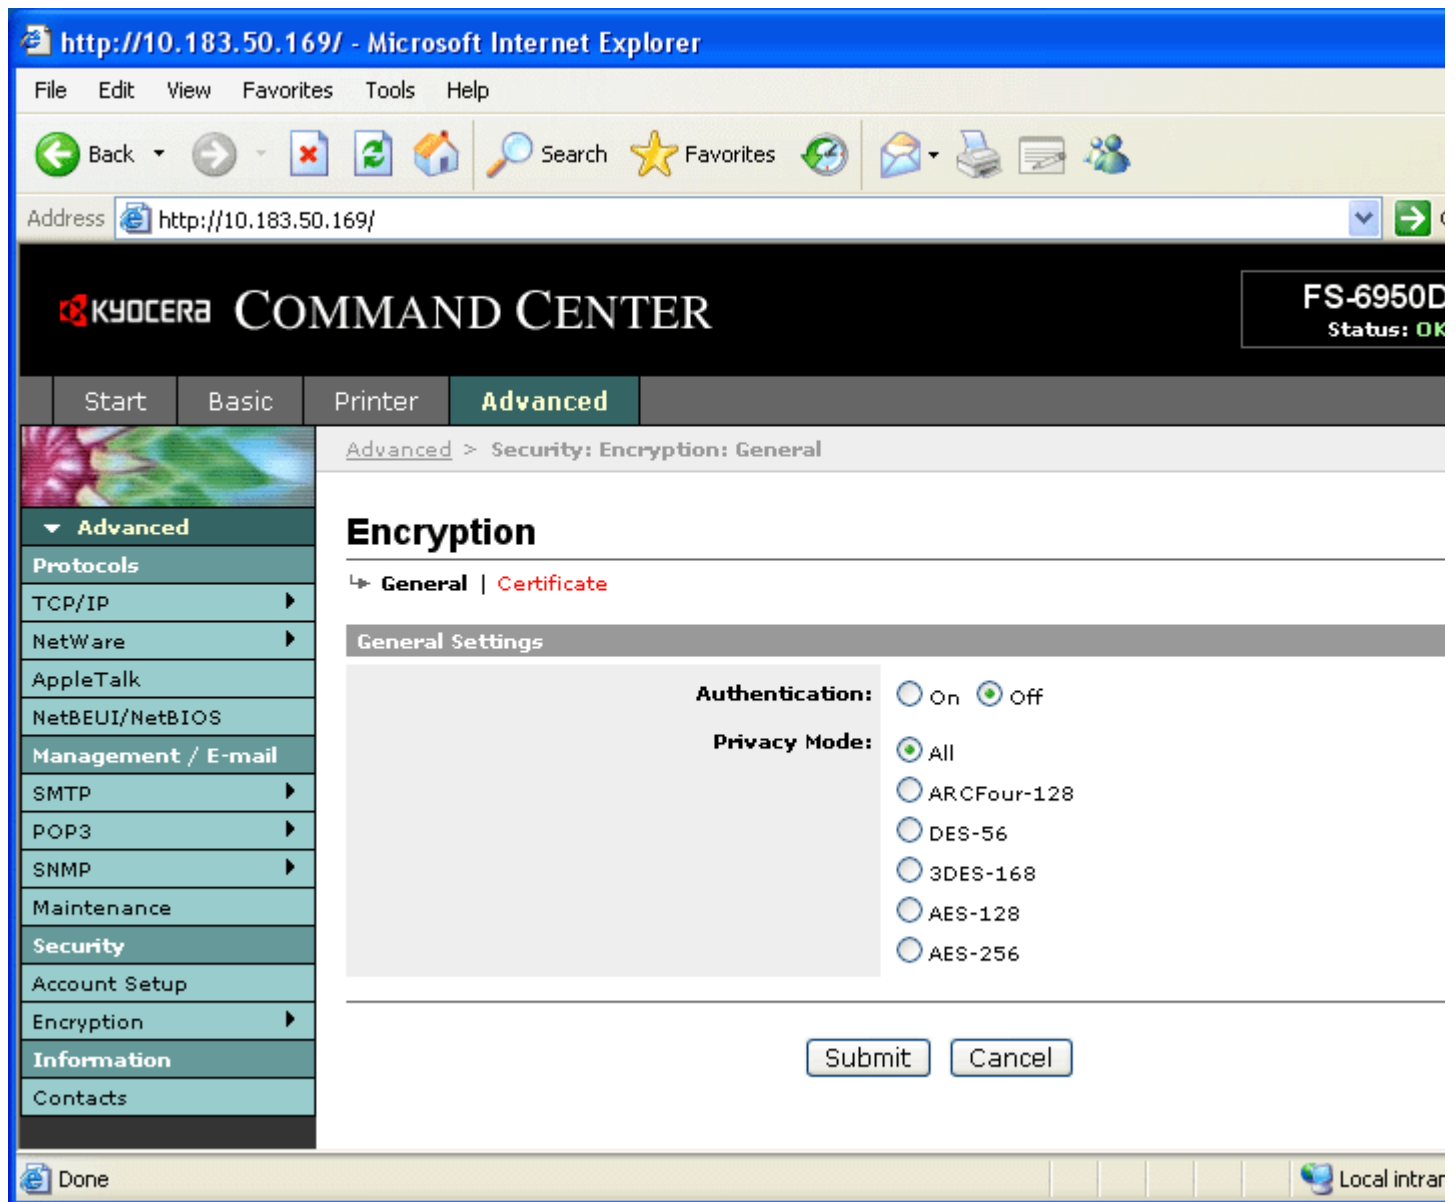 http://10.183.50.169/ - Microsoft Internet Explorer
File Edit View Favorites Tools Help
Back Search Favorites
Address http://10.183.50.169/
KYOCERA COMMAND CENTER
FS-6950D
Status: OK
Start Basic Printer Advanced
Advanced > Security: Encryption: General
Advanced
Protocols
TCP/IP
NetWare
AppleTalk
NetBEUI/NetBIOS
Management / E-mail
SMTP
POP3
SNMP
Maintenance
Security
Account Setup
Encryption
Information
Contacts
Encryption
General | Certificate
General Settings
Authentication: On Off
Privacy Mode: All
ARCFour-128
DES-56
3DES-168
AES-128
AES-256
Submit Cancel
Done
Local intran